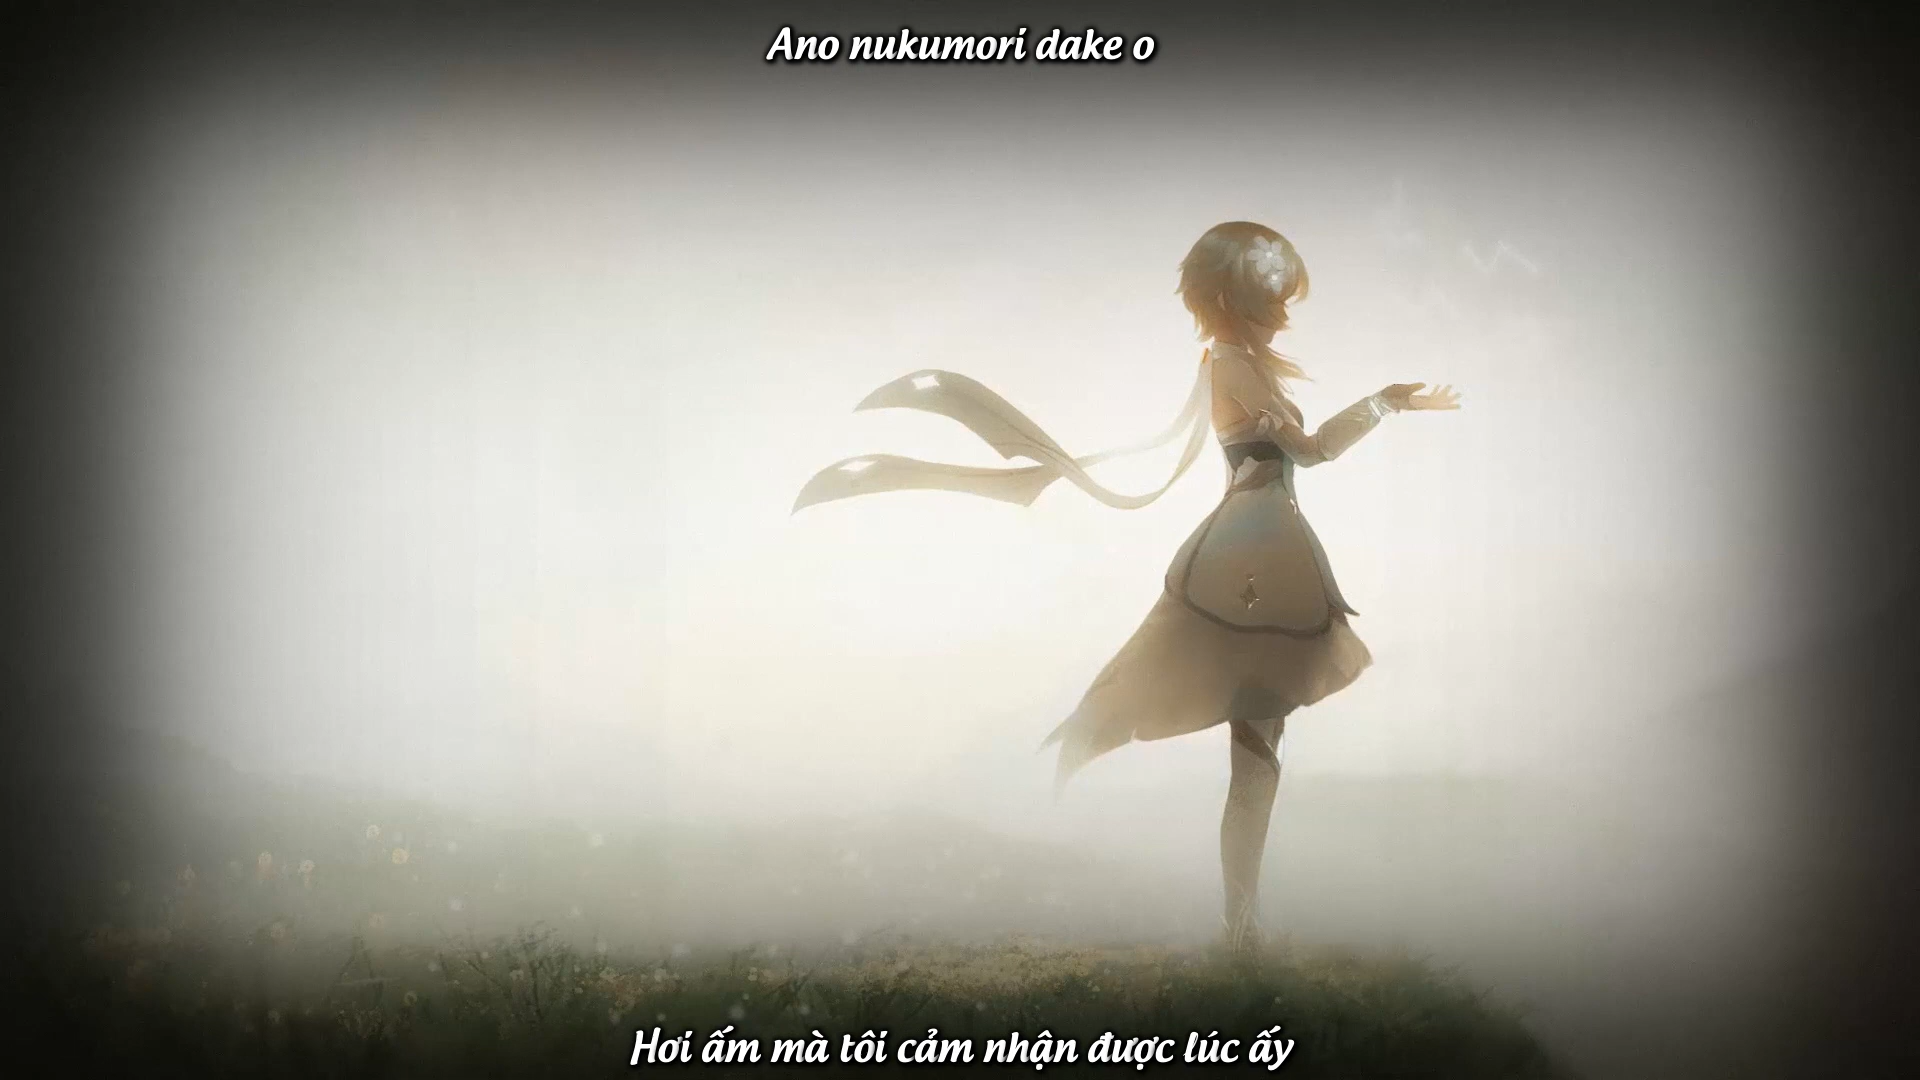 Ano nukumori dake o
Hơi ấm mà tôi cảm nhận được lúc ấy